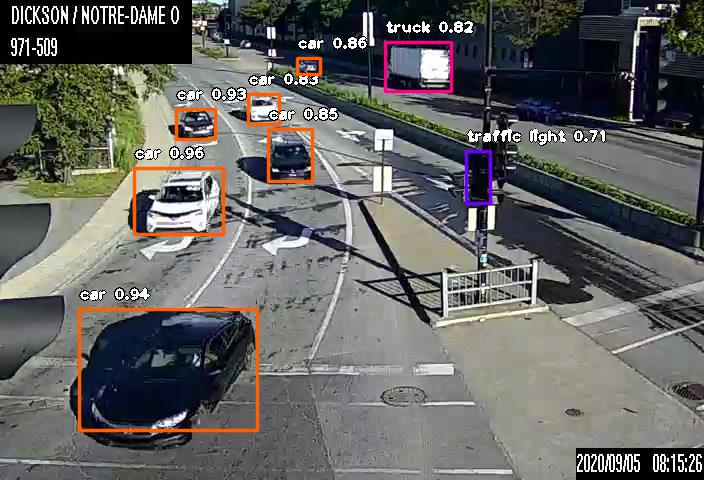 DICKSON / NOTRE-DAME O
971-509
truck 0.82
car 0.86
car 0.83
car 0.93
car 0.85
traffic light 0.71
car 0.96
car 0.94
2020/09/05 08:15:26